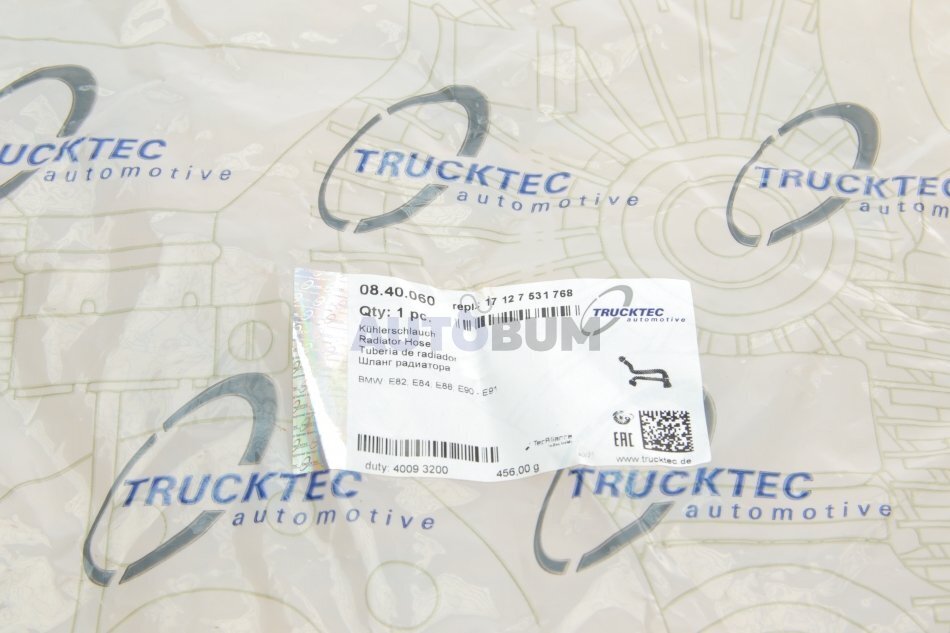 TRUCKTEC
automotive
TRUCKTEC
automotive
TRUCKTEC
08.40.060 repl.: 17 12 7 531 768
Qty: 1 pc.
TRUCKTEC
automotive
AUTOBUM
Kühlerschlauch
Radiator Hose
Tubería de radiador
Шланг радиатора
BMW E82, E84, E88, E90 - E91
EAC
duty: 4009 3200 456,00 g
www.trucktec.de
TRUCKTEC
automotive
TRUCKTEC
automotive